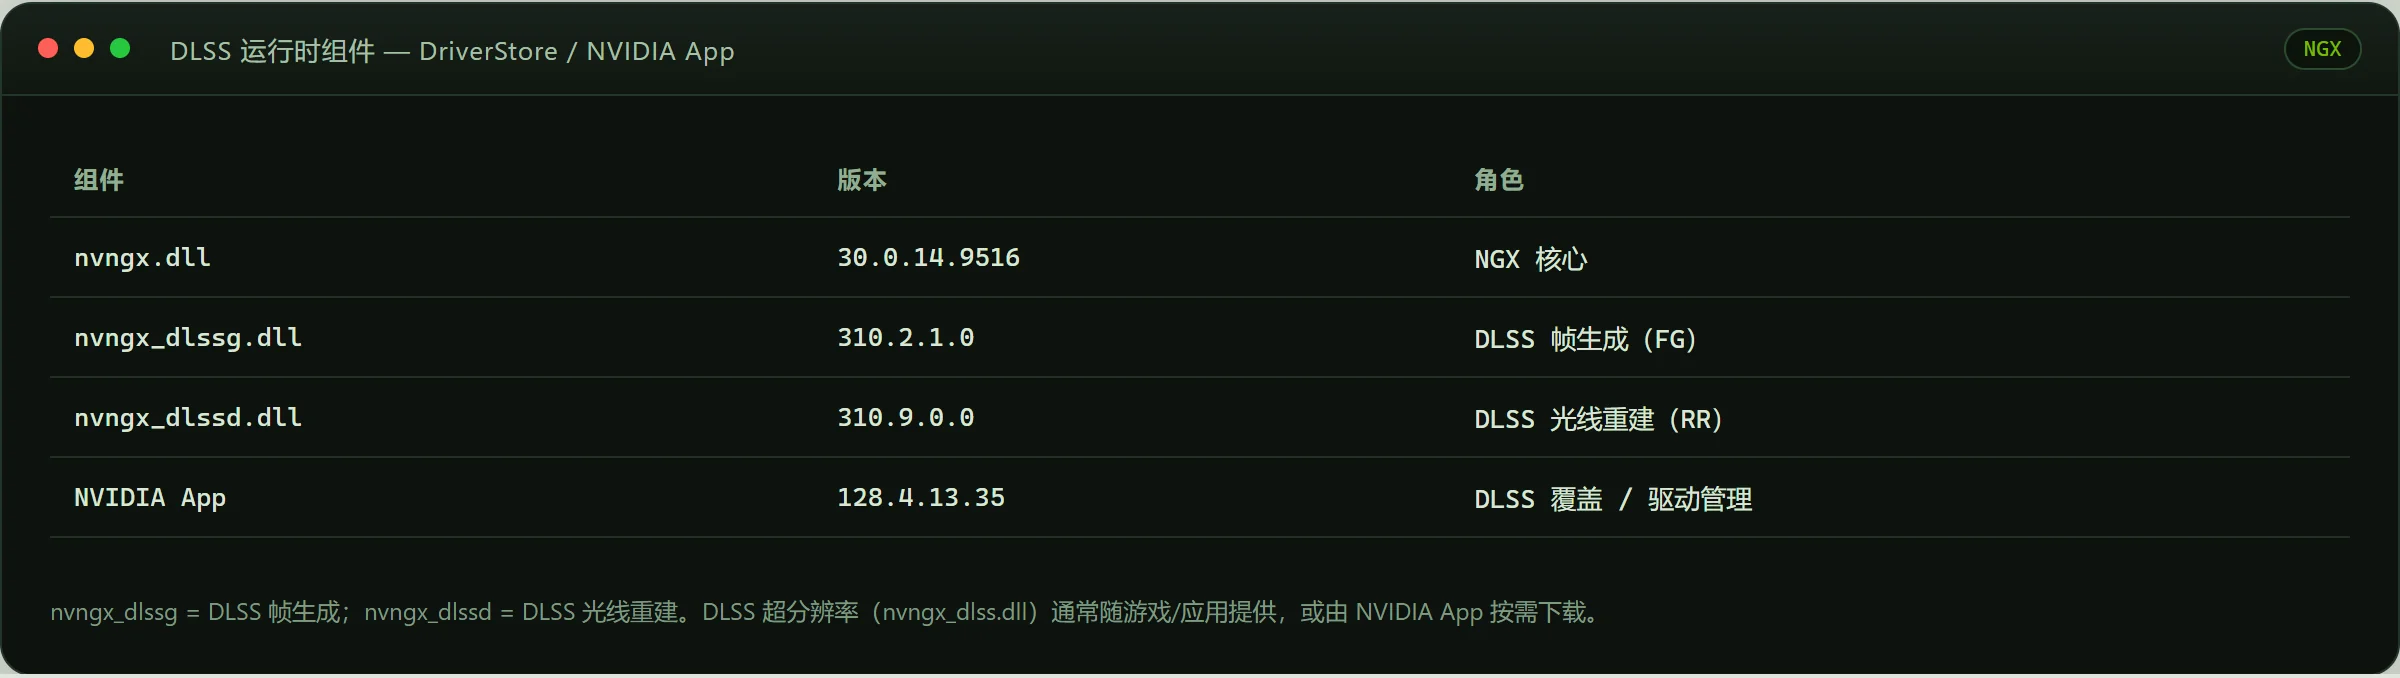 DLSS 运行时组件 — DriverStore / NVIDIA App
NGX
组件 版本 角色
nvngx.dll 30.0.14.9516 NGX 核心
nvngx_dlssg.dll 310.2.1.0 DLSS 帧生成（FG）
nvngx_dlssd.dll 310.9.0.0 DLSS 光线重建（RR）
NVIDIA App 128.4.13.35 DLSS 覆盖 / 驱动管理
nvngx_dlssg = DLSS 帧生成；nvngx_dlssd = DLSS 光线重建。DLSS 超分辨率（nvngx_dlss.dll）通常随游戏/应用提供，或由 NVIDIA App 按需下载。